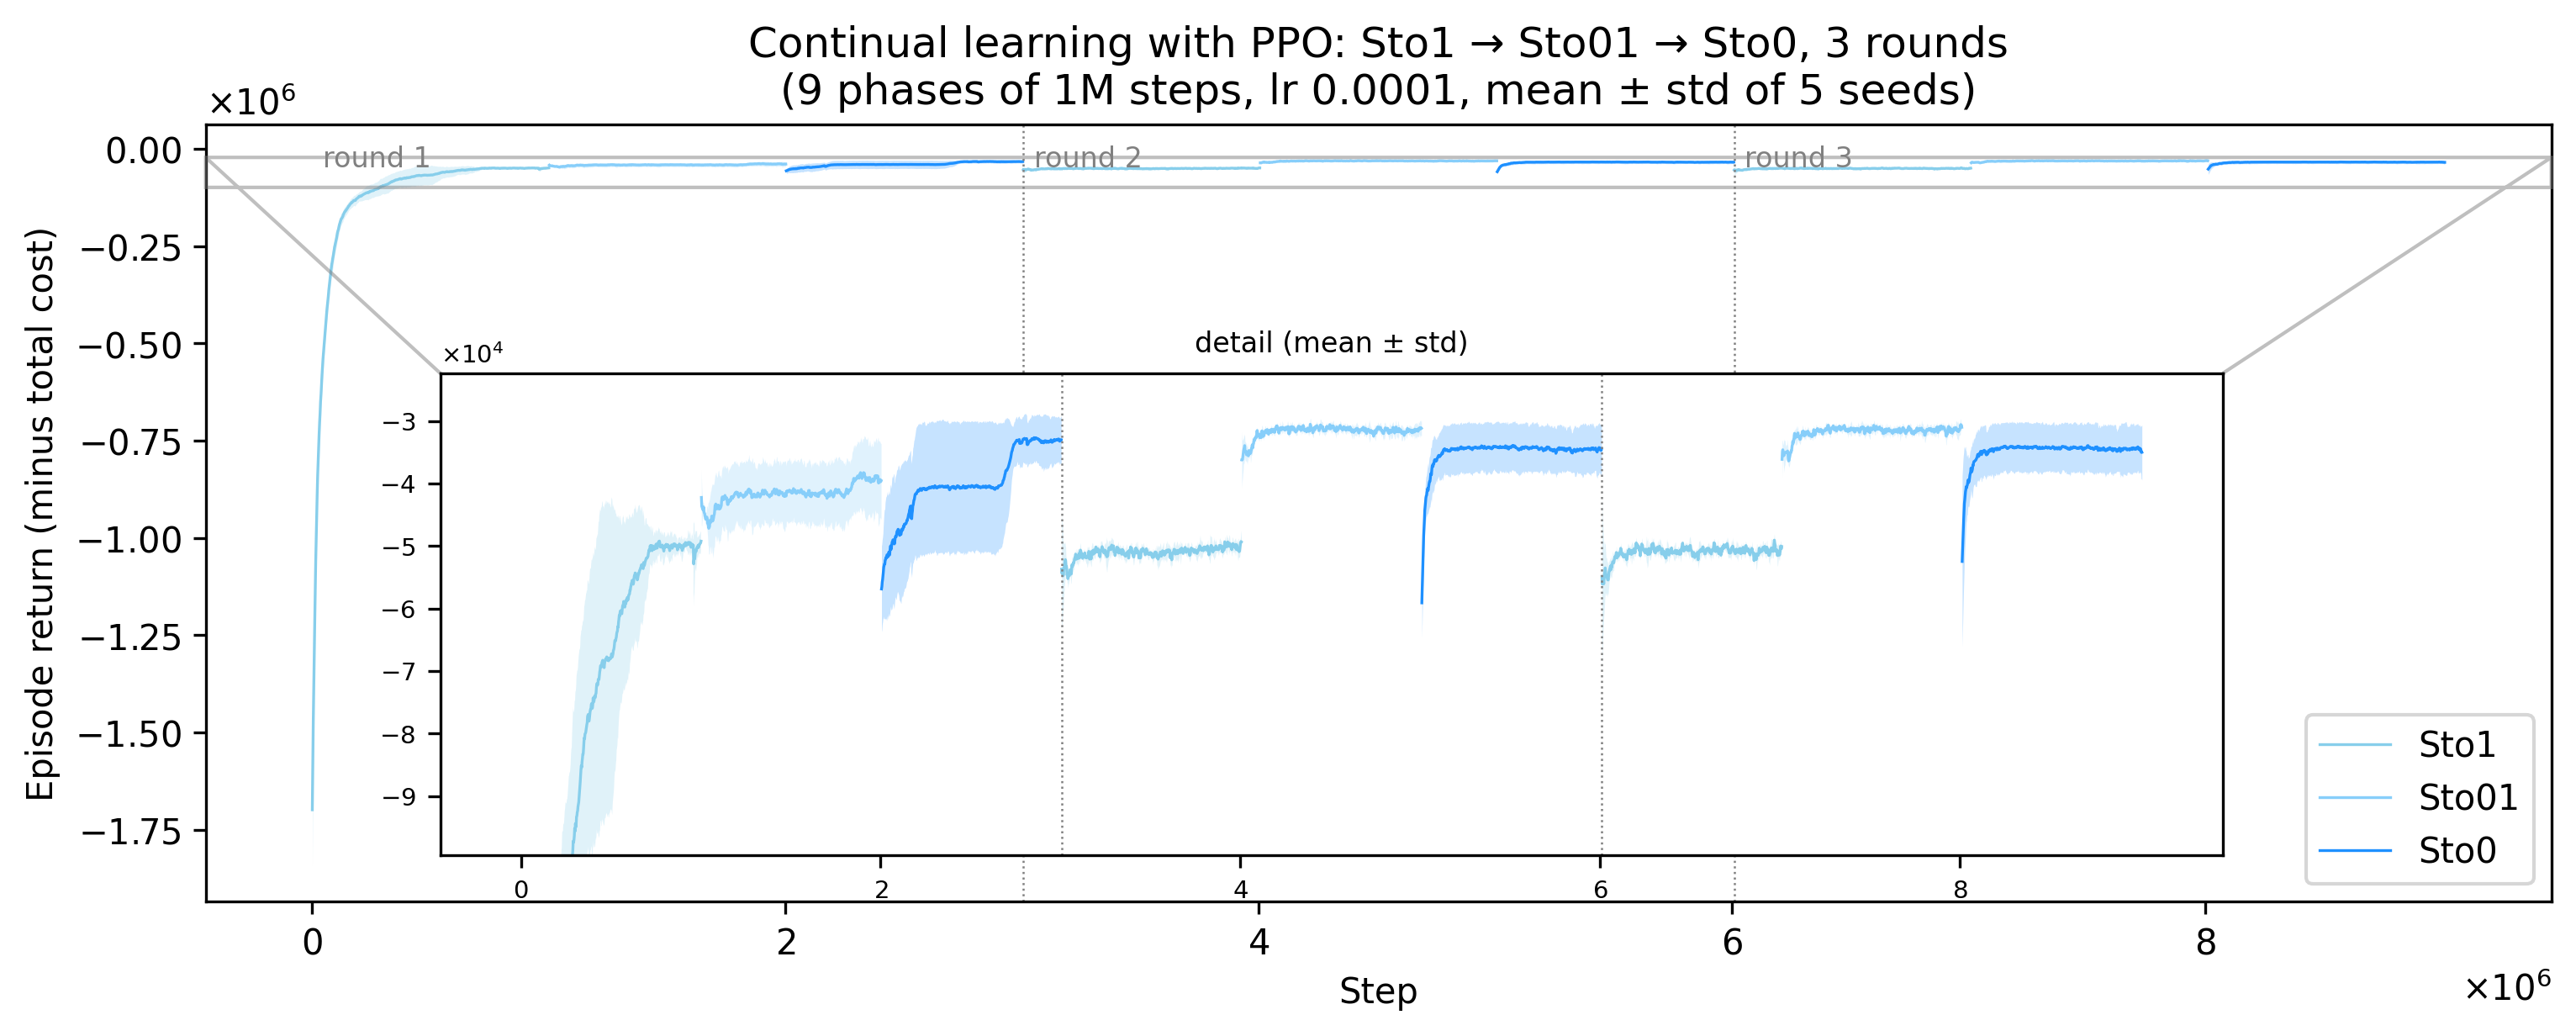 Continual learning with PPO: Sto1 → Sto01 → Sto0, 3 rounds
(9 phases of 1M steps, lr 0.0001, mean ± std of 5 seeds)
×10⁶
0.00
−0.25
−0.50
−0.75
−1.00
−1.25
−1.50
−1.75
Episode return (minus total cost)
round 1
round 2
round 3
detail (mean ± std)
×10⁴
−3
−4
−5
−6
−7
−8
−9
0
2
4
6
8
Sto1
Sto01
Sto0
0
2
4
6
8
Step
×10⁶